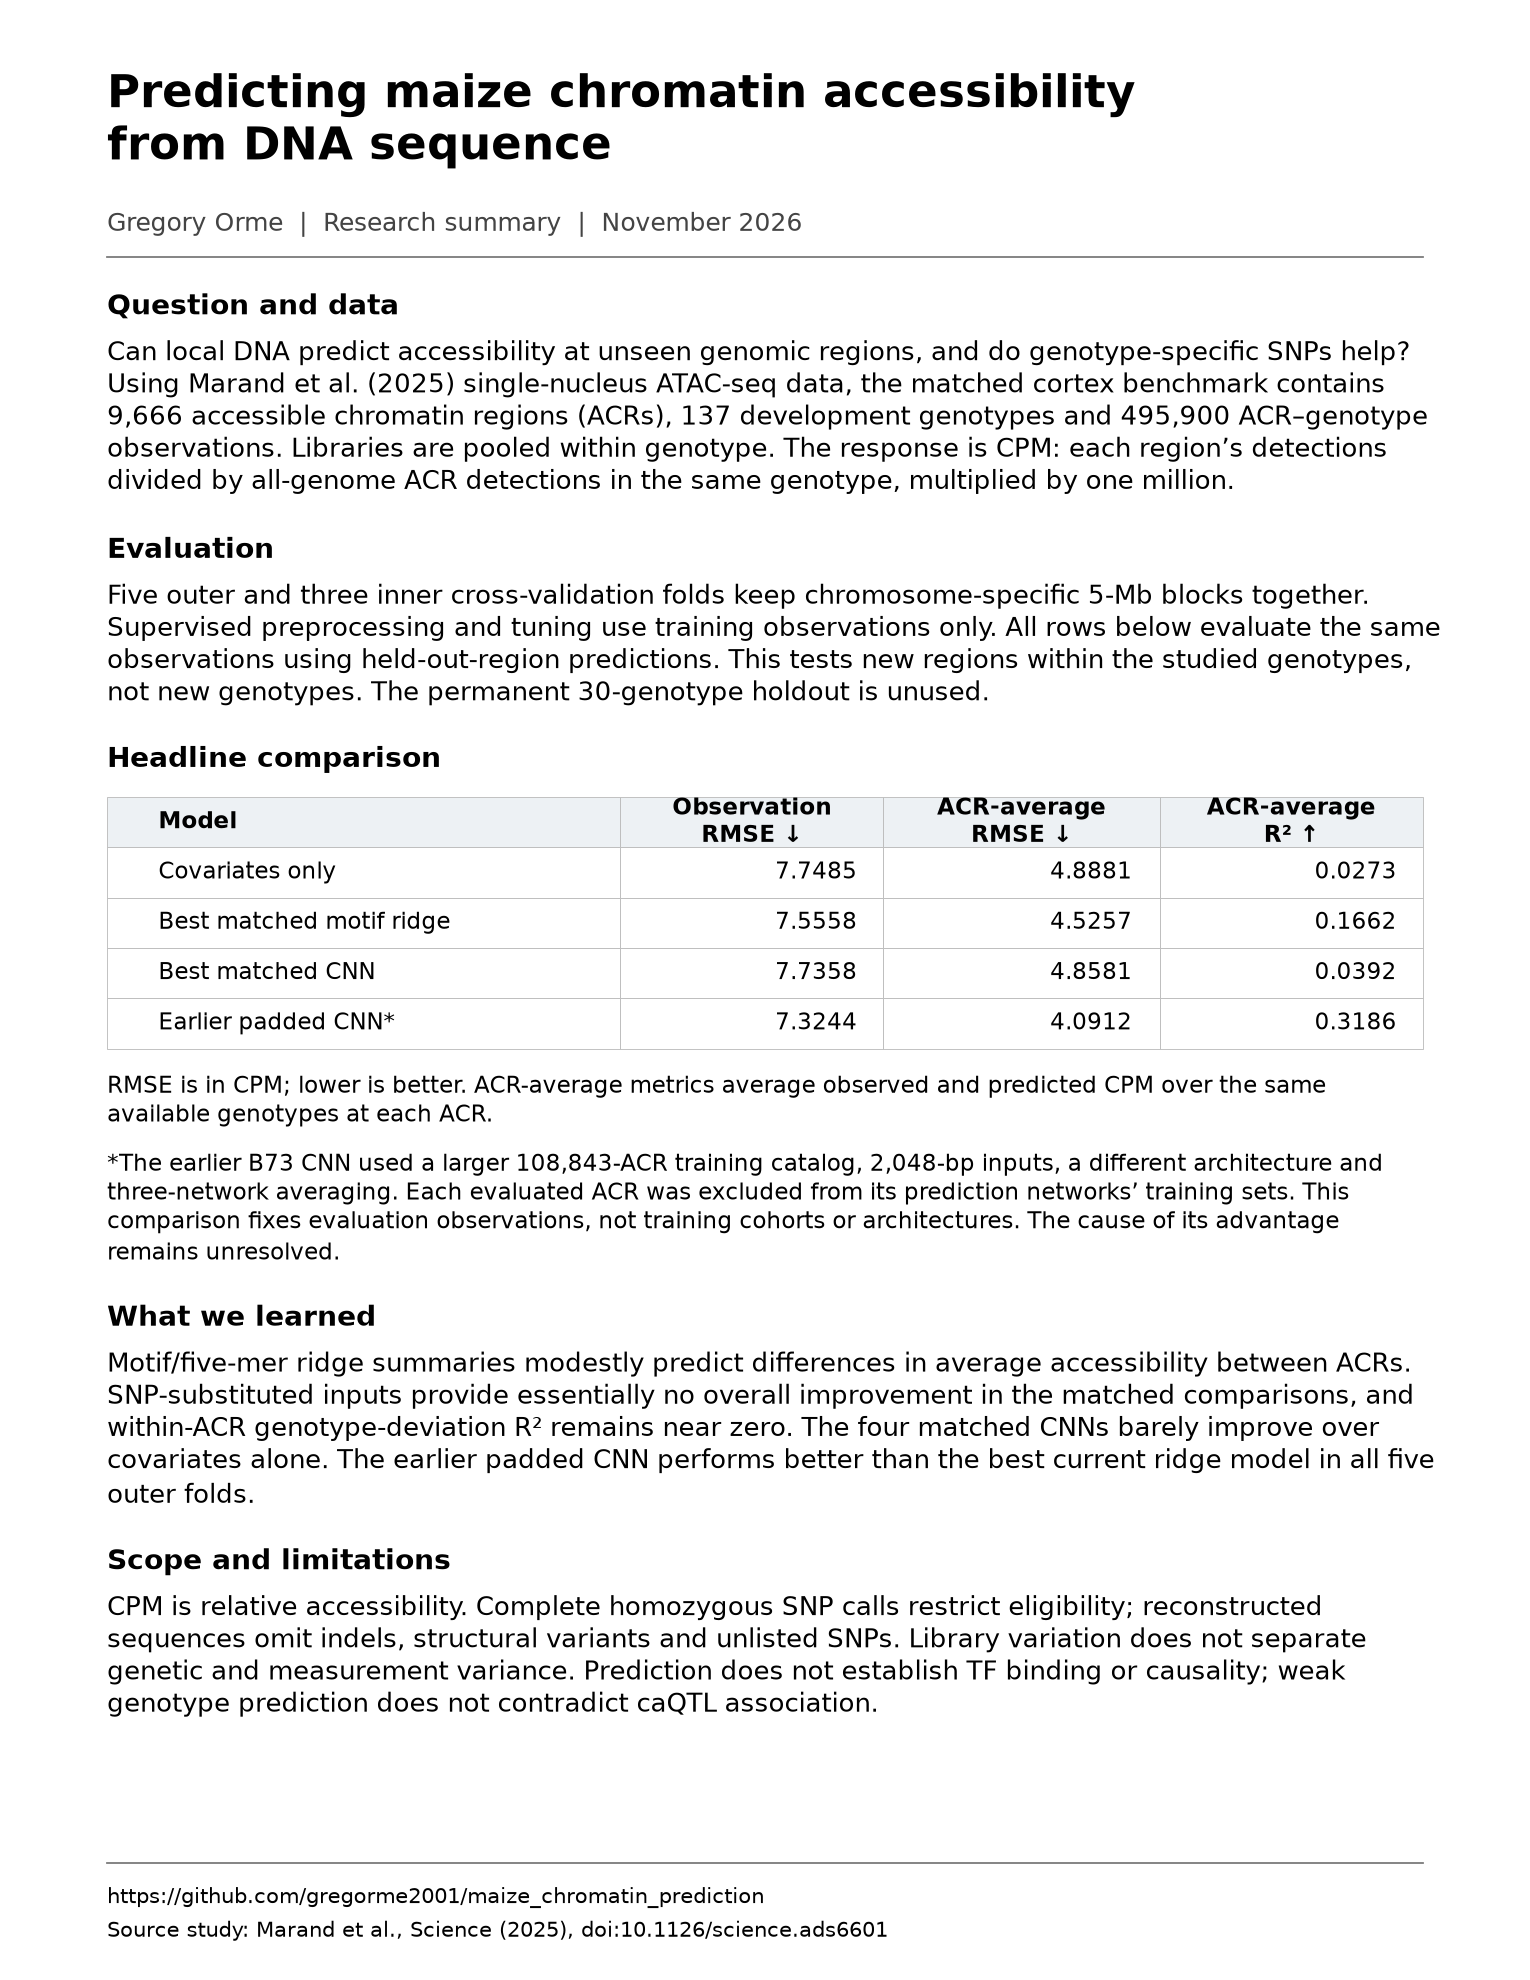 Predicting maize chromatin accessibility
from DNA sequence
Gregory Orme | Research summary | November 2026
Question and data
Can local DNA predict accessibility at unseen genomic regions, and do genotype-specific SNPs help?
Using Marand et al. (2025) single-nucleus ATAC-seq data, the matched cortex benchmark contains
9,666 accessible chromatin regions (ACRs), 137 development genotypes and 495,900 ACR–genotype
observations. Libraries are pooled within genotype. The response is CPM: each region’s detections
divided by all-genome ACR detections in the same genotype, multiplied by one million.
Evaluation
Five outer and three inner cross-validation folds keep chromosome-specific 5-Mb blocks together.
Supervised preprocessing and tuning use training observations only. All rows below evaluate the same
observations using held-out-region predictions. This tests new regions within the studied genotypes,
not new genotypes. The permanent 30-genotype holdout is unused.
Headline comparison
Model | Observation RMSE ↓ | ACR-average RMSE ↓ | ACR-average R² ↑
Covariates only | 7.7485 | 4.8881 | 0.0273
Best matched motif ridge | 7.5558 | 4.5257 | 0.1662
Best matched CNN | 7.7358 | 4.8581 | 0.0392
Earlier padded CNN* | 7.3244 | 4.0912 | 0.3186
RMSE is in CPM; lower is better. ACR-average metrics average observed and predicted CPM over the same
available genotypes at each ACR.
*The earlier B73 CNN used a larger 108,843-ACR training catalog, 2,048-bp inputs, a different architecture and
three-network averaging. Each evaluated ACR was excluded from its prediction networks’ training sets. This
comparison fixes evaluation observations, not training cohorts or architectures. The cause of its advantage
remains unresolved.
What we learned
Motif/five-mer ridge summaries modestly predict differences in average accessibility between ACRs.
SNP-substituted inputs provide essentially no overall improvement in the matched comparisons, and
within-ACR genotype-deviation R² remains near zero. The four matched CNNs barely improve over
covariates alone. The earlier padded CNN performs better than the best current ridge model in all five
outer folds.
Scope and limitations
CPM is relative accessibility. Complete homozygous SNP calls restrict eligibility; reconstructed
sequences omit indels, structural variants and unlisted SNPs. Library variation does not separate
genetic and measurement variance. Prediction does not establish TF binding or causality; weak
genotype prediction does not contradict caQTL association.
https://github.com/gregorme2001/maize_chromatin_prediction
Source study: Marand et al., Science (2025), doi:10.1126/science.ads6601